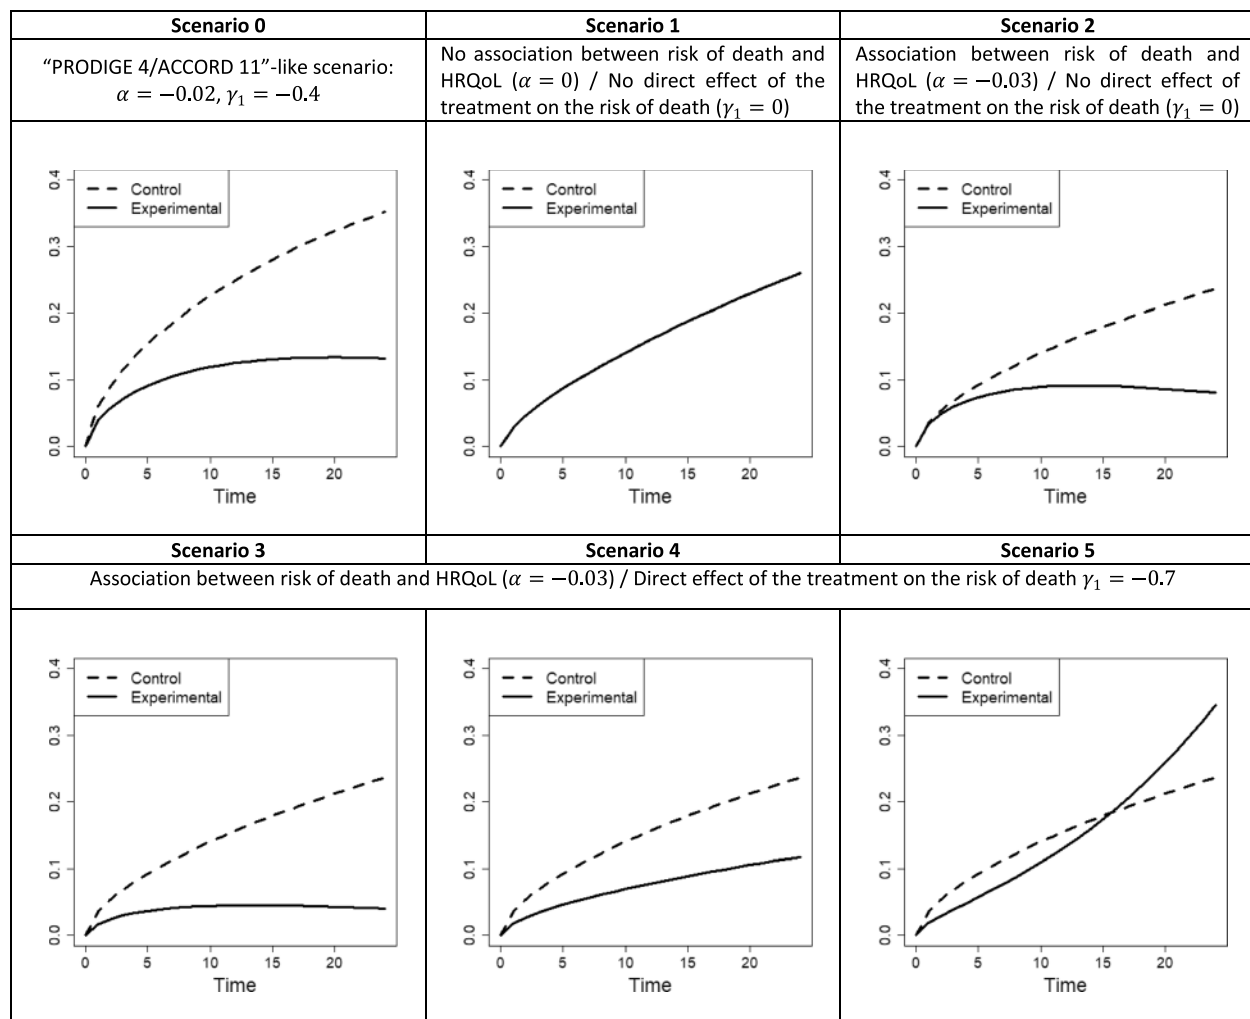 Scenario 0
Scenario 1
Scenario 2
"PRODIGE 4/ACCORD 11"-like scenario:
α = −0.02, γ₁ = −0.4
No association between risk of death and
HRQoL (α = 0) / No direct effect of the
treatment on the risk of death (γ₁ = 0)
Association between risk of death and
HRQoL (α = −0.03) / No direct effect of
the treatment on the risk of death (γ₁ = 0)
0.4
0.3
0.2
0.1
0.0
Control
Experimental
0 5 10 15 20
Time
0.4
0.3
0.2
0.1
0.0
Control
Experimental
0 5 10 15 20
Time
0.4
0.3
0.2
0.1
0.0
Control
Experimental
0 5 10 15 20
Time
Scenario 3
Scenario 4
Scenario 5
Association between risk of death and HRQoL (α = −0.03) / Direct effect of the treatment on the risk of death γ₁ = −0.7
0.4
0.3
0.2
0.1
0.0
Control
Experimental
0 5 10 15 20
Time
0.4
0.3
0.2
0.1
0.0
Control
Experimental
0 5 10 15 20
Time
0.4
0.3
0.2
0.1
0.0
Control
Experimental
0 5 10 15 20
Time